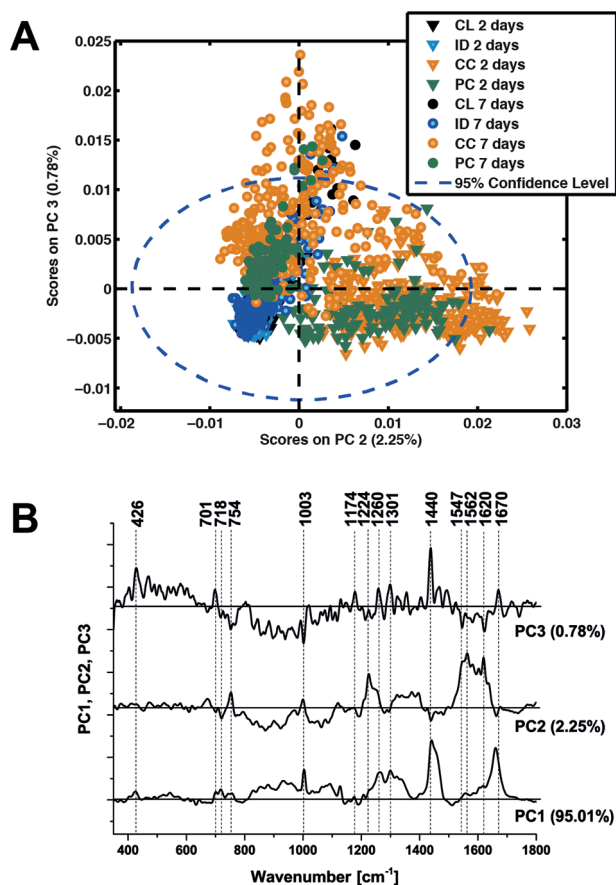 A
CL 2 days
ID 2 days
CC 2 days
PC 2 days
CL 7 days
ID 7 days
CC 7 days
PC 7 days
95% Confidence Level
0.025
0.02
0.015
0.01
0.005
0
−0.005
−0.01
Scores on PC 3 (0.78%)
−0.02 −0.01 0 0.01 0.02 0.03
Scores on PC 2 (2.25%)
B
426 701 718 754 1003 1174 1224 1260 1301 1440 1547 1562 1620 1670
PC1, PC2, PC3
PC3 (0.78%)
PC2 (2.25%)
PC1 (95.01%)
400 600 800 1000 1200 1400 1600 1800
Wavenumber [cm⁻¹]